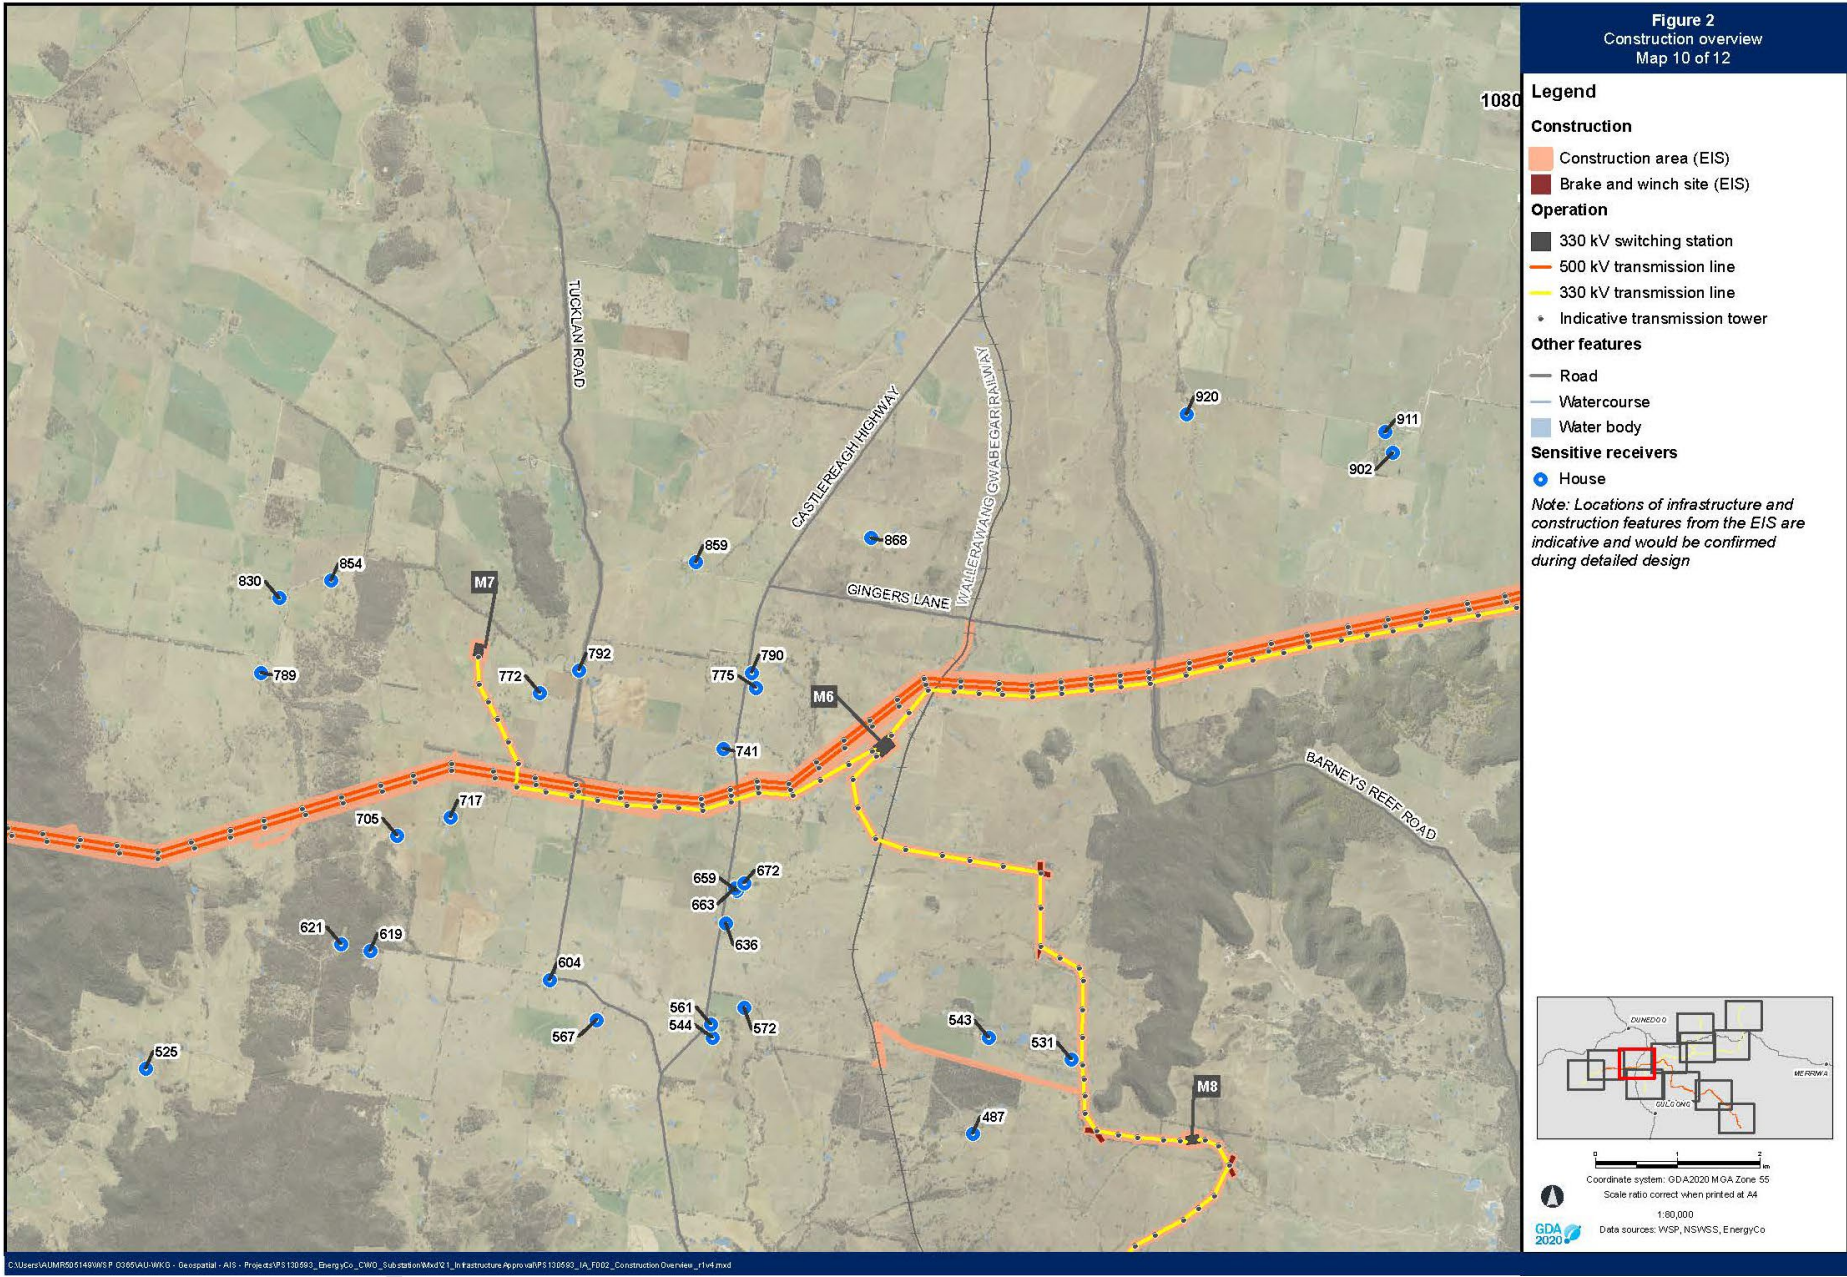 Figure 2
Construction overview
Map 10 of 12
Legend
Construction
Construction area (EIS)
Brake and winch site (EIS)
Operation
330 kV switching station
500 kV transmission line
330 kV transmission line
Indicative transmission tower
Other features
Road
Watercourse
Water body
Sensitive receivers
House
Note: Locations of infrastructure and
construction features from the EIS are
indicative and would be confirmed
during detailed design
1080
TUCKLAN ROAD
CASTLEREAGH HIGHWAY
WALLERAWANG GWABEGAR RAILWAY
GINGERS LANE
BARNEYS REEF ROAD
920
911
902
868
859
854
830
M7
792
772
789
790
775
M6
741
717
705
672
659
663
636
621
619
604
567
561
544
572
543
531
525
487
M8
DUNEDOO
MERRIWA
GULGONG
0 1 2
km
Coordinate system: GDA2020 MGA Zone 55
Scale ratio correct when printed at A4
1:80,000
GDA
2020
Data sources: WSP, NSWSS, EnergyCo